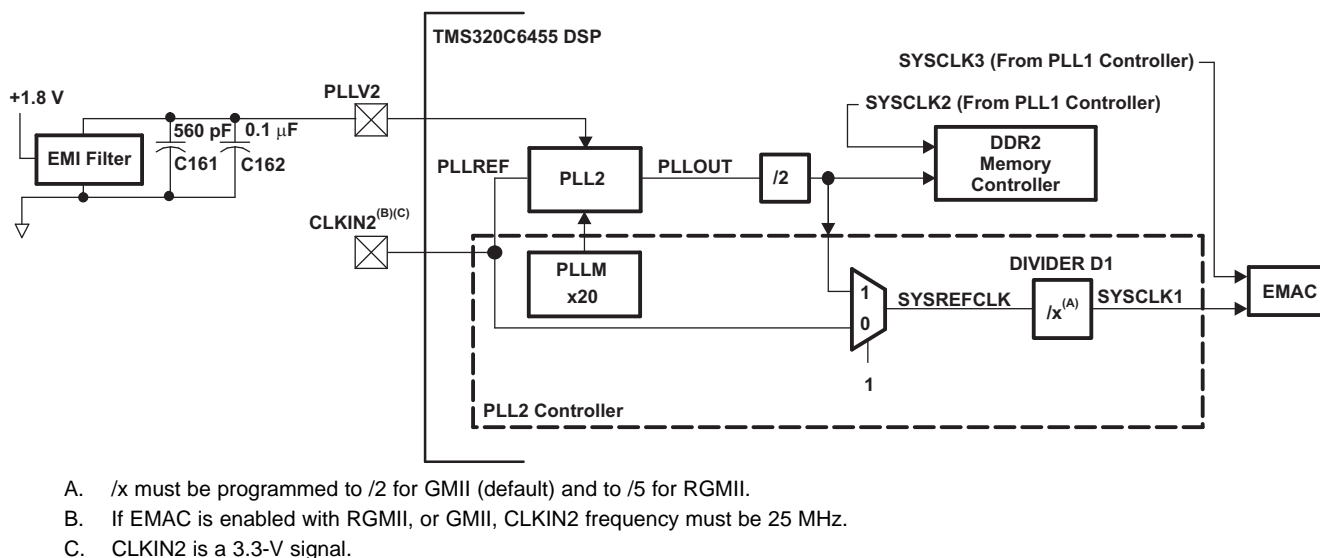 TMS320C6455 DSP
SYSCLK3 (From PLL1 Controller)
+1.8 V
PLLV2
SYSCLK2 (From PLL1 Controller)
560 pF 0.1 μF
EMI Filter
C161 C162
DDR2
Memory
Controller
PLLREF
PLL2
PLLOUT
/2
CLKIN2(B)(C)
PLLM
x20
1
0
SYSREFCLK
DIVIDER D1
/x(A)
SYSCLK1
EMAC
1
PLL2 Controller
A. /x must be programmed to /2 for GMII (default) and to /5 for RGMII.
B. If EMAC is enabled with RGMII, or GMII, CLKIN2 frequency must be 25 MHz.
C. CLKIN2 is a 3.3-V signal.